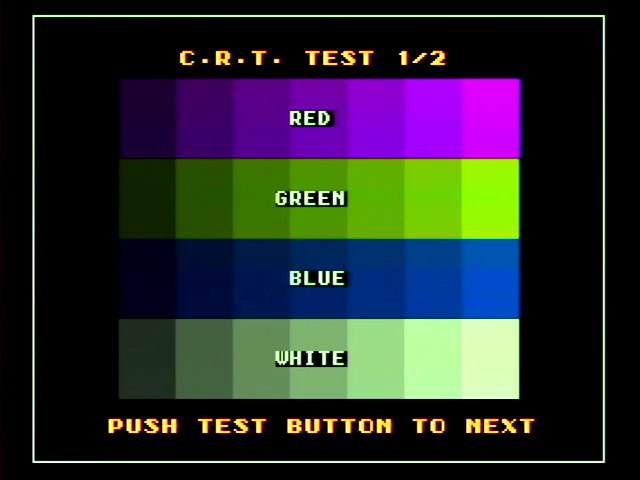 C.R.T. TEST 1/2
RED
GREEN
BLUE
WHITE
PUSH TEST BUTTON TO NEXT